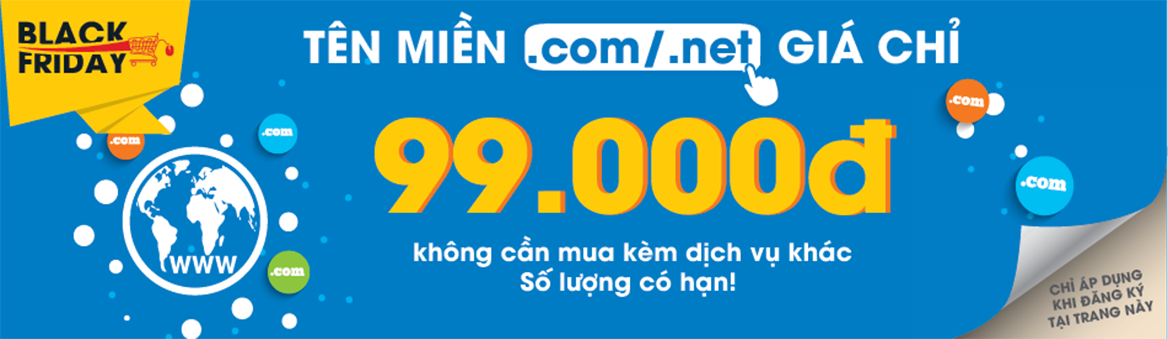 BLACK
FRIDAY
TÊN MIỀN .com/.net GIÁ CHỈ
99.000đ
không cần mua kèm dịch vụ khác
Số lượng có hạn!
.com
.com
WWW
.com
.com
.com
CHỈ ÁP DỤNG
KHI ĐĂNG KÝ
TẠI TRANG NÀY